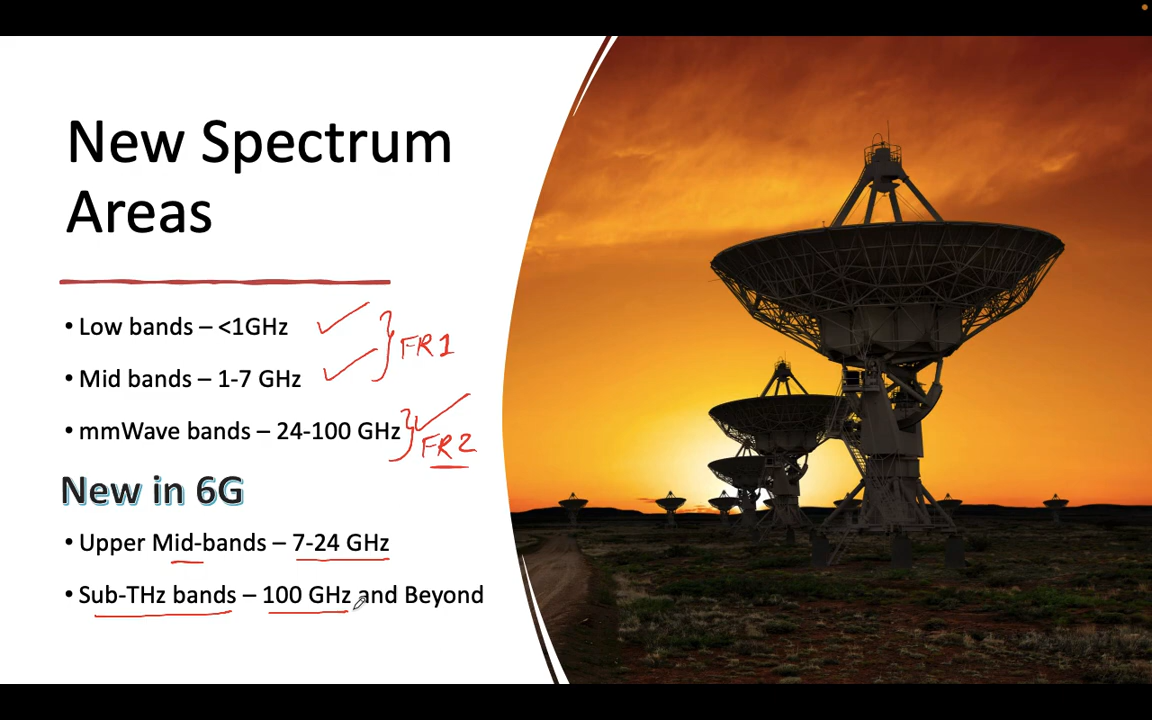 New Spectrum
Areas
• Low bands – <1GHz
• Mid bands – 1-7 GHz
FR1
• mmWave bands – 24-100 GHz
FR2
New in 6G
• Upper Mid-bands – 7-24 GHz
• Sub-THz bands – 100 GHz and Beyond